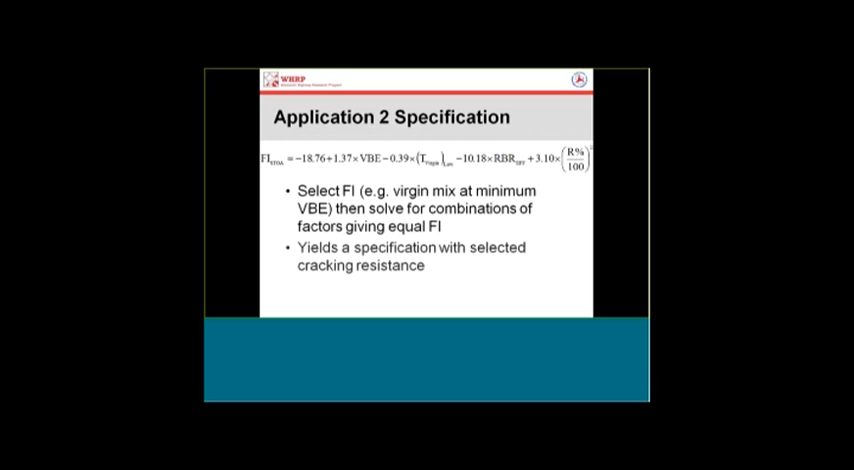 WHRP
Wisconsin Highway Research Program
Application 2 Specification
FI_STOA = −18.76+1.37×VBE−0.39×(T_virgin)_Low −10.18×RBR_eff +3.10×(R%/100)
• Select FI (e.g. virgin mix at minimum
VBE) then solve for combinations of
factors giving equal FI
• Yields a specification with selected
cracking resistance